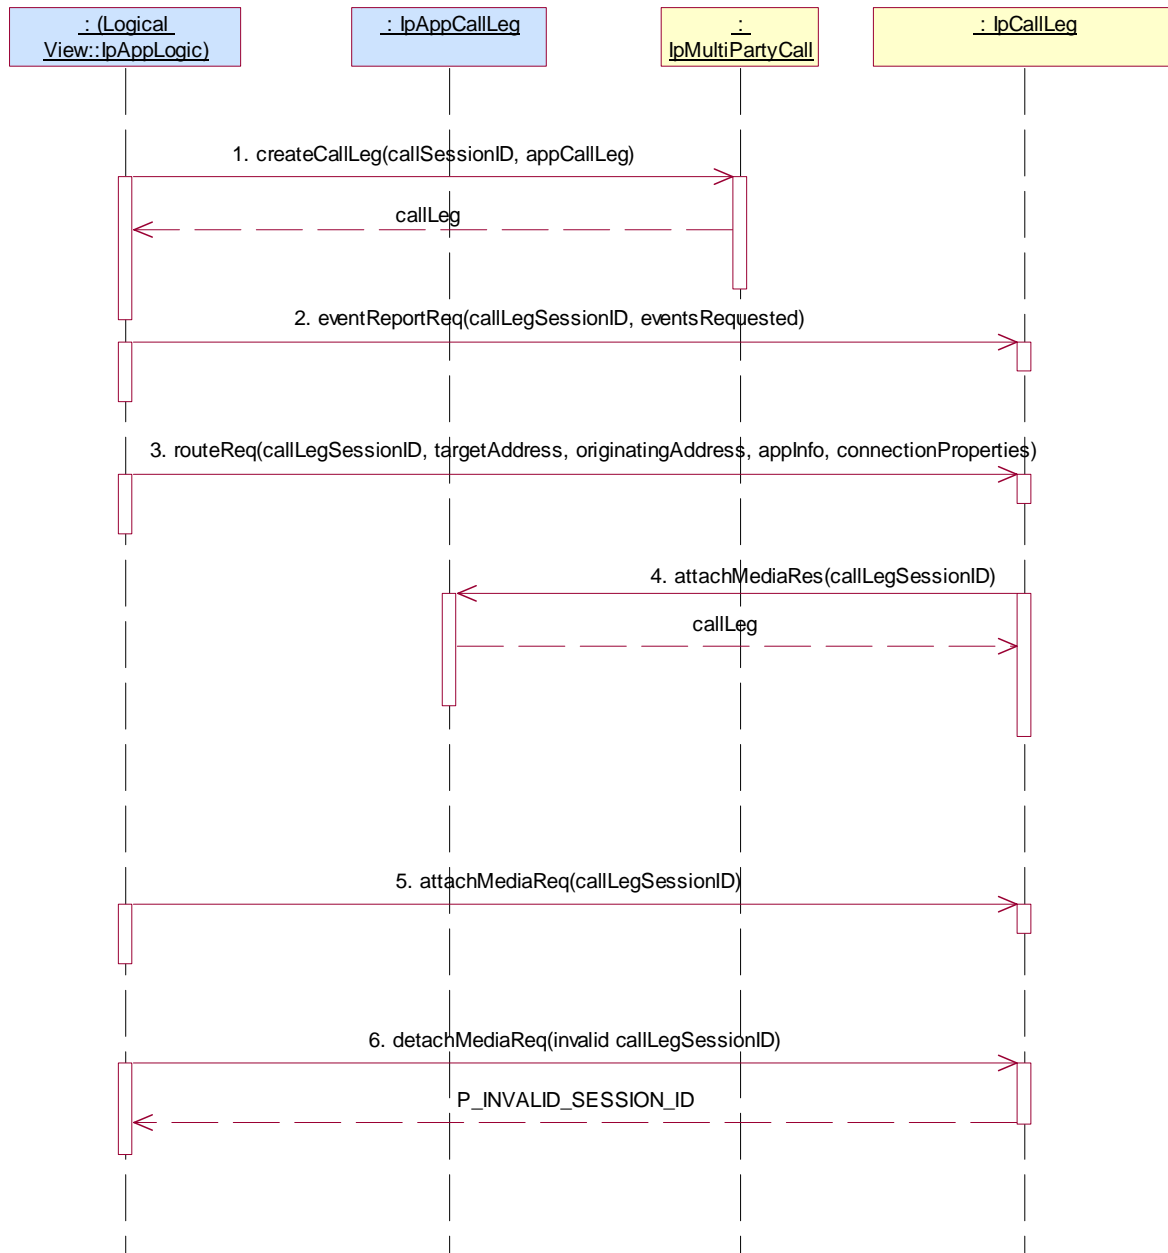 : (Logical
View::IpAppLogic)
: IpAppCallLeg
:
IpMultiPartyCall
: IpCallLeg
1. createCallLeg(callSessionID, appCallLeg)
callLeg
2. eventReportReq(callLegSessionID, eventsRequested)
3. routeReq(callLegSessionID, targetAddress, originatingAddress, appInfo, connectionProperties)
4. attachMediaRes(callLegSessionID)
callLeg
5. attachMediaReq(callLegSessionID)
6. detachMediaReq(invalid callLegSessionID)
P_INVALID_SESSION_ID